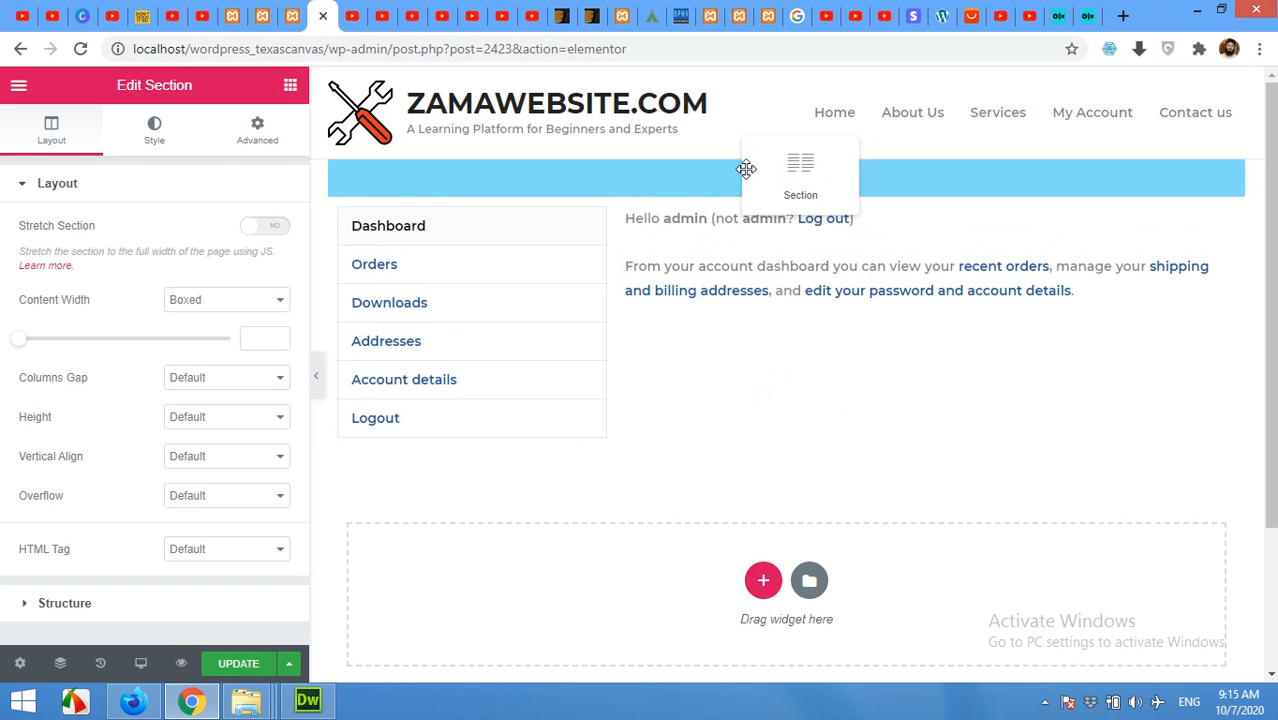 localhost/wordpress_texascanvas/wp-admin/post.php?post=2423&action=elementor
Edit Section
Layout
Style
Advanced
Layout
Stretch Section
NO
Stretch the section to the full width of the page using JS.
Learn more.
Content Width
Boxed
Columns Gap
Default
Height
Default
Vertical Align
Default
Overflow
Default
HTML Tag
Default
Structure
UPDATE
ZAMAWEBSITE.COM
A Learning Platform for Beginners and Experts
Home
About Us
Services
My Account
Contact us
Section
Dashboard
Orders
Downloads
Addresses
Account details
Logout
Hello admin (not admin? Log out)
From your account dashboard you can view your recent orders, manage your shipping
and billing addresses, and edit your password and account details.
Drag widget here
Activate Windows
Go to PC settings to activate Windows.
Dw
ENG
9:15 AM
10/7/2020